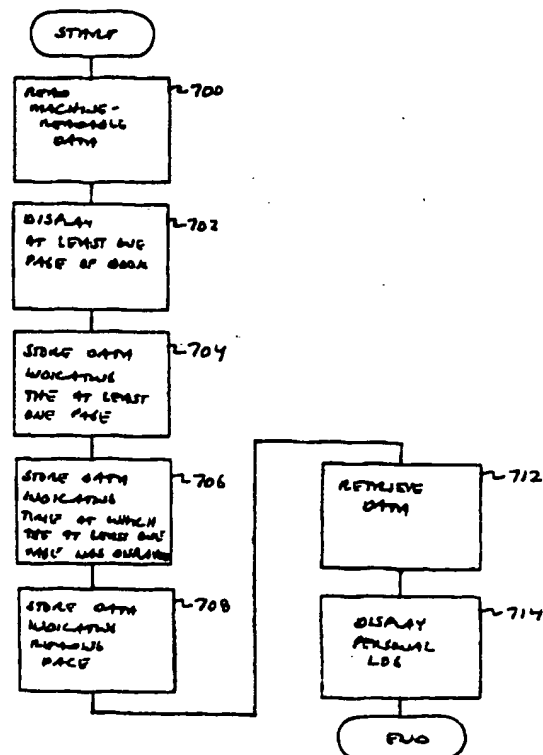 START
READ
MACHINE-
READABLE
DATA
700
DISPLAY
AT LEAST ONE
PAGE OF BOOK
702
STORE DATA
INDICATING
THE AT LEAST
ONE PAGE
704
STORE DATA
INDICATING
TIME AT WHICH
THE AT LEAST ONE
PAGE WAS DISPLAYED
706
STORE DATA
INDICATING
READING
PACE
708
RETRIEVE
DATA
712
DISPLAY
PERSONAL
LOG
714
END